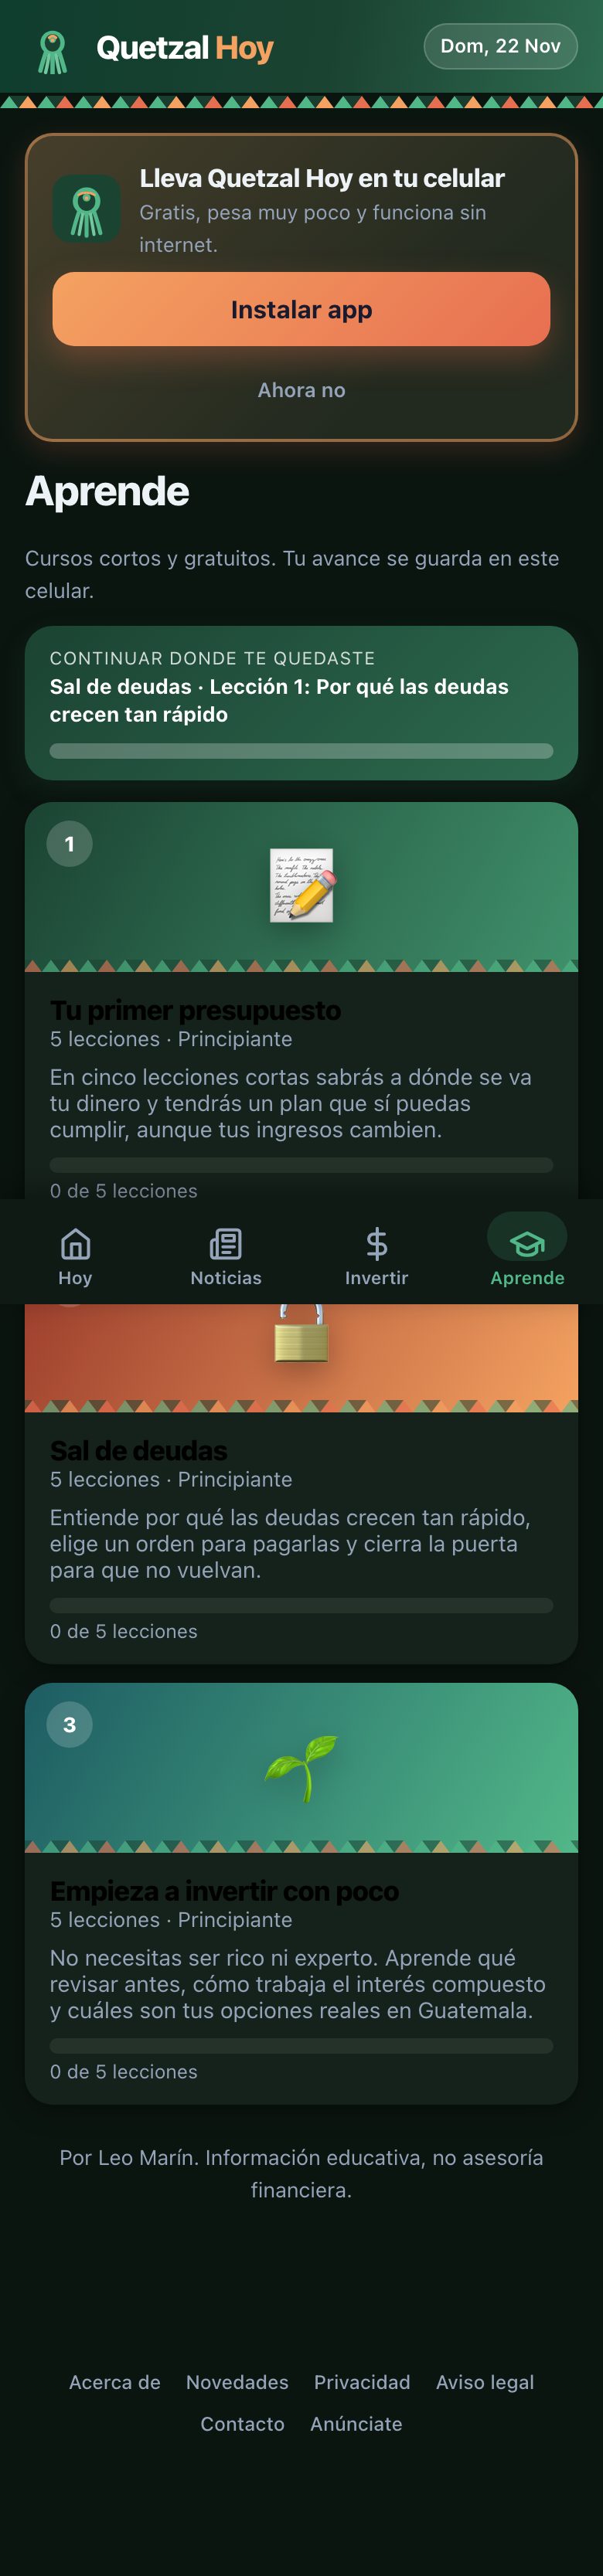 Quetzal Hoy
Dom, 22 Nov
Lleva Quetzal Hoy en tu celular
Gratis, pesa muy poco y funciona sin
internet.
Instalar app
Ahora no
Aprende
Cursos cortos y gratuitos. Tu avance se guarda en este
celular.
CONTINUAR DONDE TE QUEDASTE
Sal de deudas · Lección 1: Por qué las deudas
crecen tan rápido
1
Tu primer presupuesto
5 lecciones · Principiante
En cinco lecciones cortas sabrás a dónde se va
tu dinero y tendrás un plan que sí puedas
cumplir, aunque tus ingresos cambien.
0 de 5 lecciones
Hoy
Noticias
Invertir
Aprende
Sal de deudas
5 lecciones · Principiante
Entiende por qué las deudas crecen tan rápido,
elige un orden para pagarlas y cierra la puerta
para que no vuelvan.
0 de 5 lecciones
3
Empieza a invertir con poco
5 lecciones · Principiante
No necesitas ser rico ni experto. Aprende qué
revisar antes, cómo trabaja el interés compuesto
y cuáles son tus opciones reales en Guatemala.
0 de 5 lecciones
Por Leo Marín. Información educativa, no asesoría
financiera.
Acerca de
Novedades
Privacidad
Aviso legal
Contacto
Anúnciate